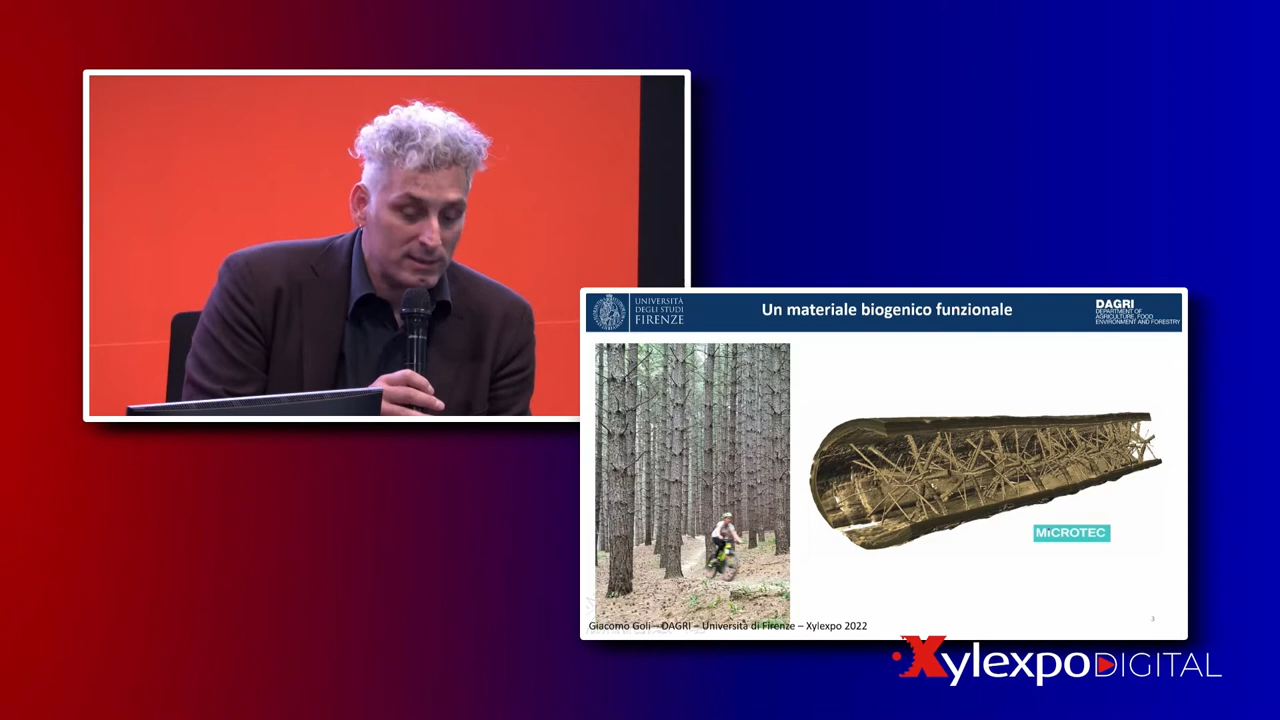 UNIVERSITÀ
DEGLI STUDI
FIRENZE
Un materiale biogenico funzionale
DAGRI
DEPARTMENT OF
AGRICULTURE, FOOD
ENVIRONMENT AND FORESTRY
MiCROTEC
3
Giacomo Goli – DAGRI – Università di Firenze – Xylexpo 2022
XylexpoDIGITAL